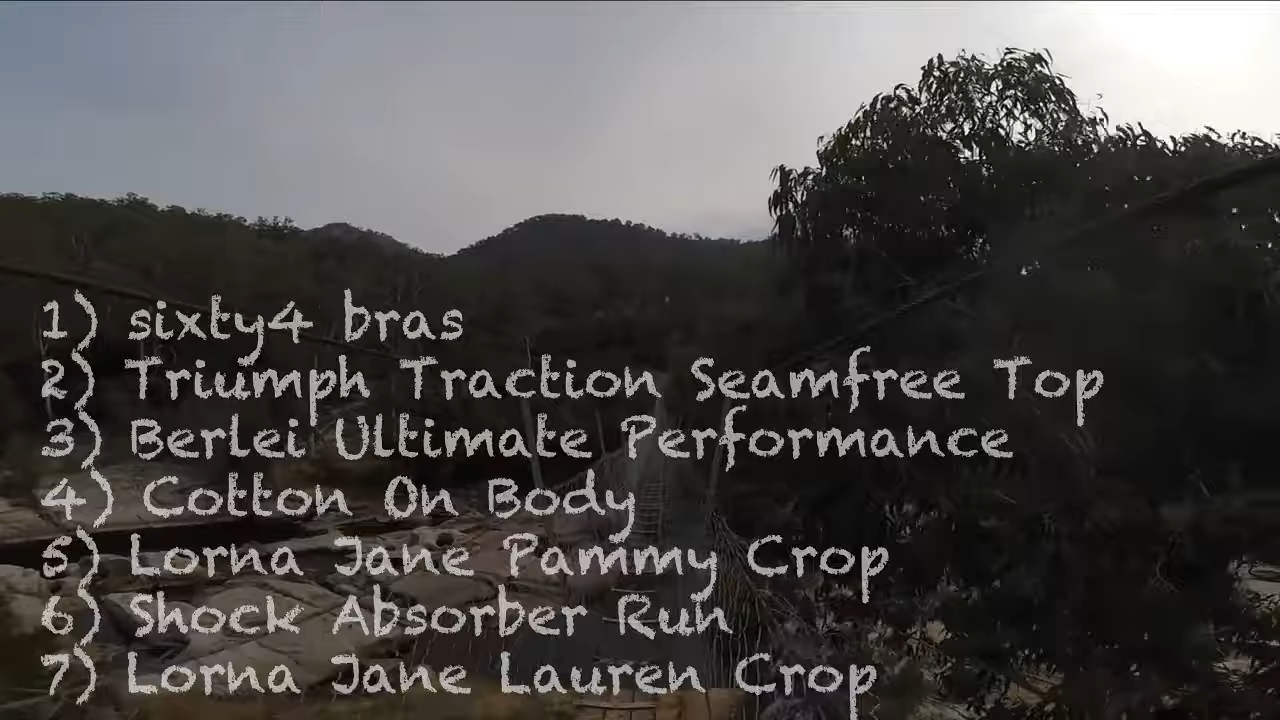 1) sixty4 bras
2) Triumph Traction Seamfree Top
3) Berlei Ultimate Performance
4) Cotton On Body
5) Lorna Jane Pammy Crop
6) Shock Absorber Run
7) Lorna Jane Lauren Crop